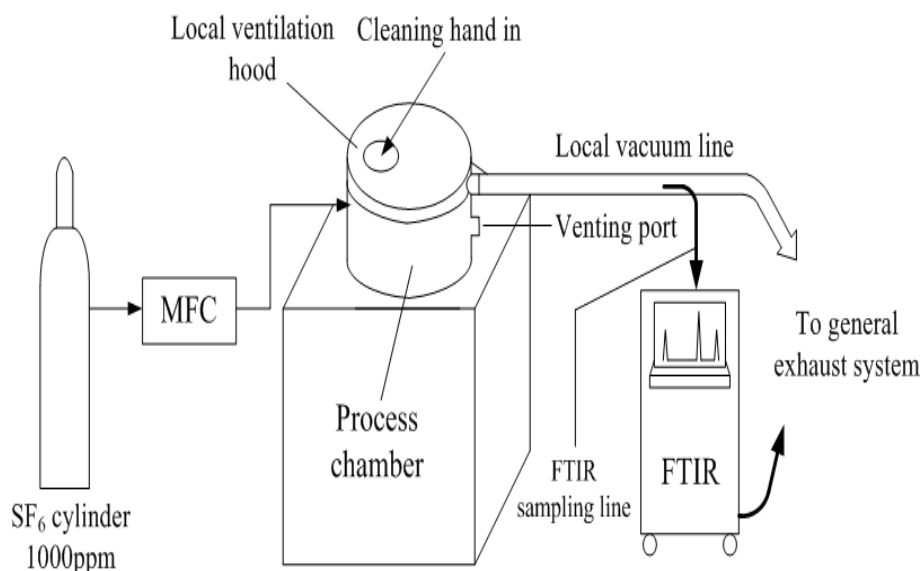 Local ventilation
hood
Cleaning hand in
Local vacuum line
Venting port
MFC
To general
exhaust system
Process
chamber
FTIR
sampling line
FTIR
SF₆ cylinder
1000ppm